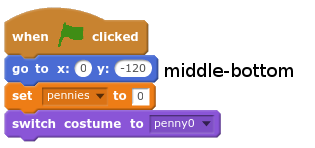 when clicked
go to x: 0 y: -120 middle-bottom
set pennies to 0
switch costume to penny0